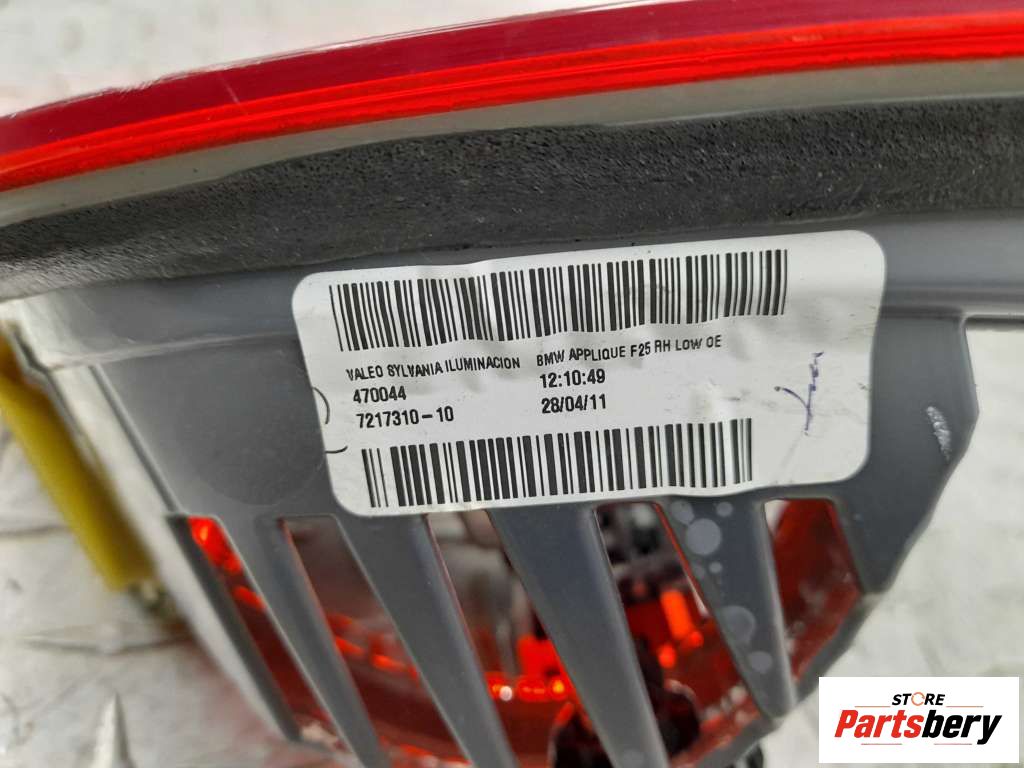 VALEO SYLVANIA ILUMINACION BMW APPLIQUE F25 RH LOW OE
470044 12:10:49
7217310-10 28/04/11
STORE
Partsbery